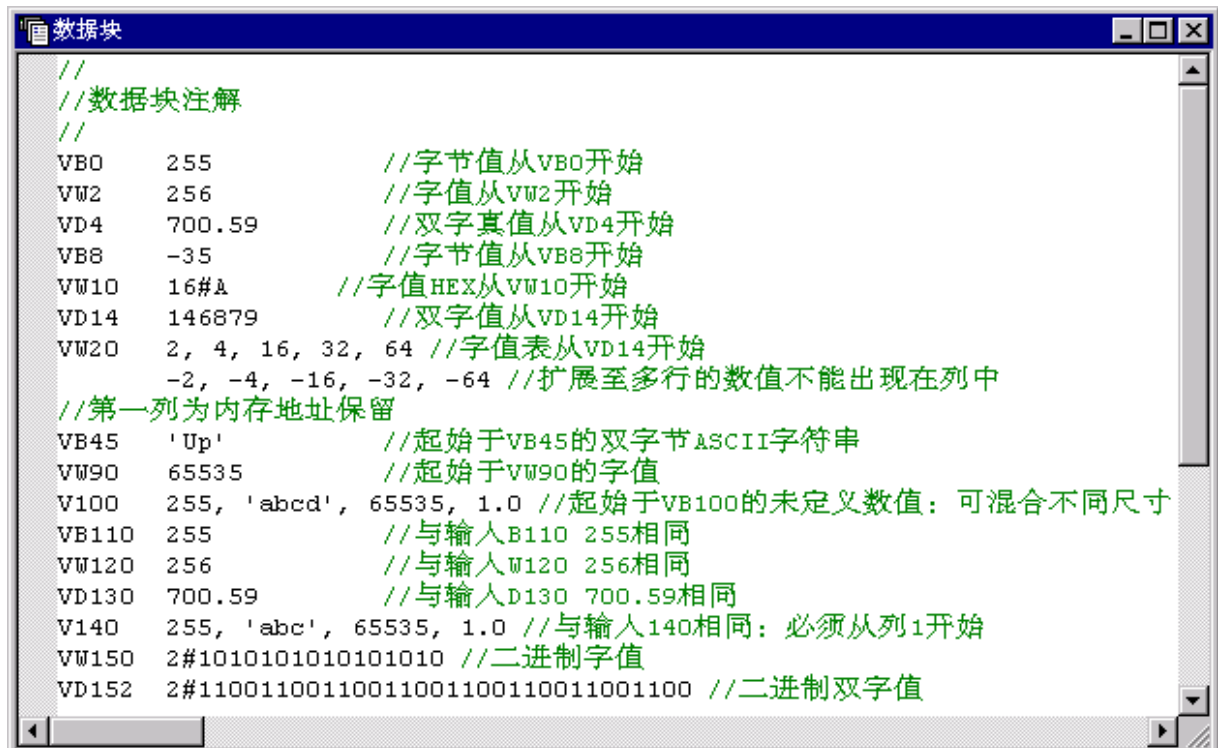 数据块
//
//数据块注解
//
VB0 255 //字节值从VB0开始
VW2 256 //字值从VW2开始
VD4 700.59 //双字真值从VD4开始
VB8 -35 //字节值从VB8开始
VW10 16#A //字值HEX从VW10开始
VD14 146879 //双字值从VD14开始
VW20 2, 4, 16, 32, 64 //字值表从VD14开始
-2, -4, -16, -32, -64 //扩展至多行的数值不能出现在列中
//第一列为内存地址保留
VB45 'Up' //起始于VB45的双字节ASCII字符串
VW90 65535 //起始于VW90的字值
V100 255, 'abcd', 65535, 1.0 //起始于VB100的未定义数值：可混合不同尺寸
VB110 255 //与输入B110 255相同
VW120 256 //与输入W120 256相同
VD130 700.59 //与输入D130 700.59相同
V140 255, 'abc', 65535, 1.0 //与输入140相同：必须从列1开始
VW150 2#1010101010101010 //二进制字值
VD152 2#11001100110011001100110011001100 //二进制双字值